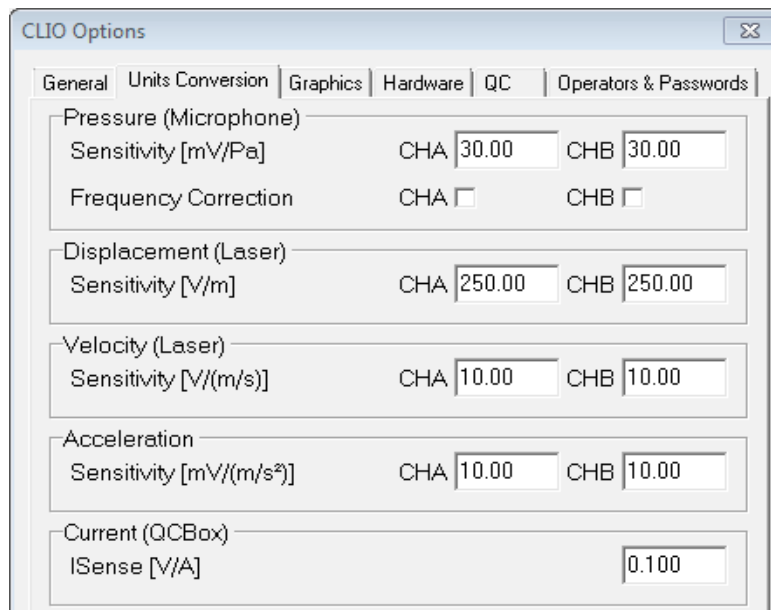 CLIO Options
General Units Conversion Graphics Hardware QC Operators & Passwords
Pressure (Microphone)
Sensitivity [mV/Pa] CHA 30.00 CHB 30.00
Frequency Correction CHA CHB
Displacement (Laser)
Sensitivity [V/m] CHA 250.00 CHB 250.00
Velocity (Laser)
Sensitivity [V/(m/s)] CHA 10.00 CHB 10.00
Acceleration
Sensitivity [mV/(m/s²)] CHA 10.00 CHB 10.00
Current (QCBox)
ISense [V/A] 0.100